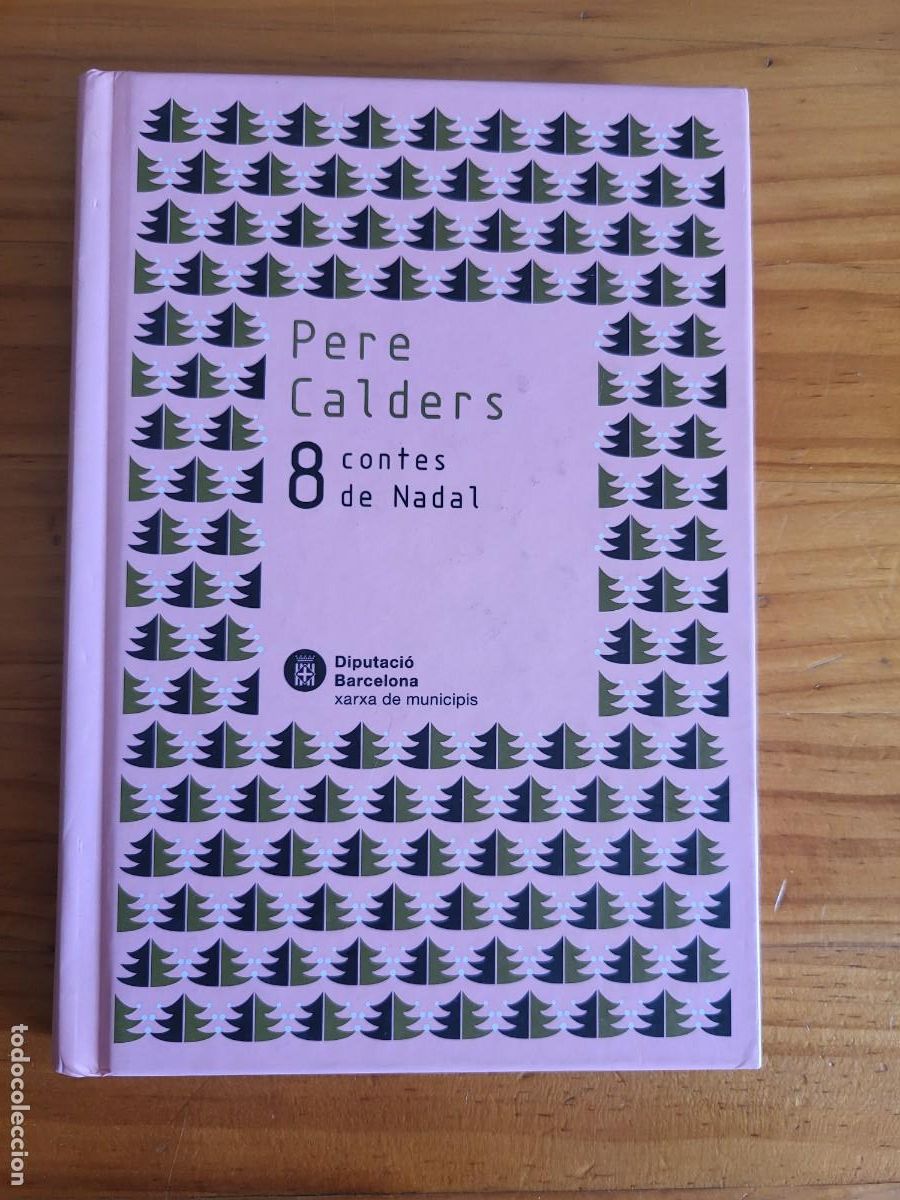 Pere
Calders
8 contes
de Nadal
Diputació
Barcelona
xarxa de municipis
todocoleccion